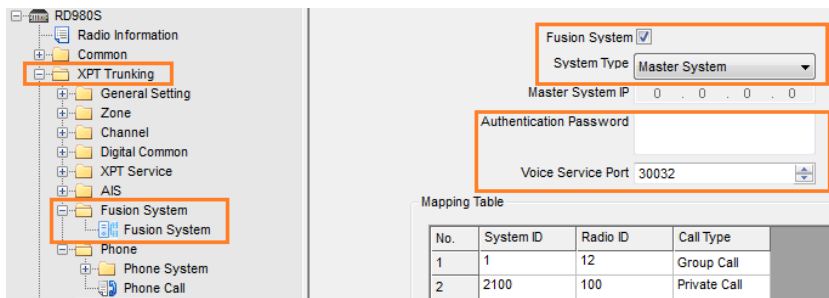 RD980S
Radio Information
Common
XPT Trunking
General Setting
Zone
Channel
Digital Common
XPT Service
AIS
Fusion System
Fusion System
Phone
Phone System
Phone Call
Fusion System
System Type Master System
Master System IP 0 . 0 . 0 . 0
Authentication Password
Voice Service Port 30032
Mapping Table
No. System ID Radio ID Call Type
1 1 12 Group Call
2 2100 100 Private Call